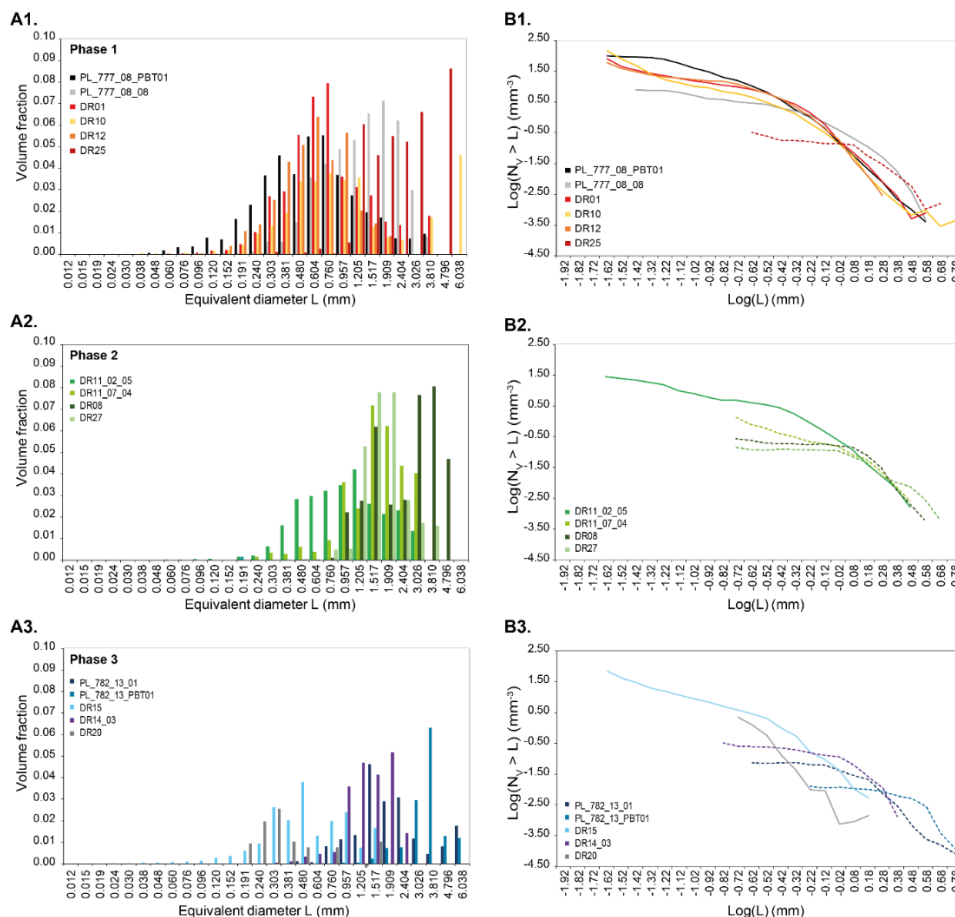 A1.
Phase 1
PL_777_08_PBT01
PL_777_08_08
DR01
DR10
DR12
DR25
Volume fraction
0.10
0.09
0.08
0.07
0.06
0.05
0.04
0.03
0.02
0.01
0.00
0.012 0.015 0.019 0.024 0.030 0.038 0.048 0.060 0.076 0.096 0.120 0.152 0.191 0.240 0.303 0.381 0.480 0.604 0.760 0.957 1.205 1.517 1.909 2.404 3.026 3.810 4.796 6.038
Equivalent diameter L (mm)
B1.
2.50
1.50
0.50
-0.50
-1.50
-2.50
-3.50
-4.50
Log(N_V > L) (mm⁻³)
PL_777_08_PBT01
PL_777_08_08
DR01
DR10
DR12
DR25
-1.92 -1.82 -1.72 -1.62 -1.52 -1.42 -1.32 -1.22 -1.12 -1.02 -0.92 -0.82 -0.72 -0.62 -0.52 -0.42 -0.32 -0.22 -0.12 -0.02 0.08 0.18 0.28 0.38 0.48 0.58 0.68 0.78
Log(L) (mm)
A2.
Phase 2
DR11_02_05
DR11_07_04
DR08
DR27
Volume fraction
0.10
0.09
0.08
0.07
0.06
0.05
0.04
0.03
0.02
0.01
0.00
0.012 0.015 0.019 0.024 0.030 0.038 0.048 0.060 0.076 0.096 0.120 0.152 0.191 0.240 0.303 0.381 0.480 0.604 0.760 0.957 1.205 1.517 1.909 2.404 3.026 3.810 4.796 6.038
Equivalent diameter L (mm)
B2.
2.50
1.50
0.50
-0.50
-1.50
-2.50
-3.50
-4.50
Log(N_V > L) (mm⁻³)
DR11_02_05
DR11_07_04
DR08
DR27
-1.92 -1.82 -1.72 -1.62 -1.52 -1.42 -1.32 -1.22 -1.12 -1.02 -0.92 -0.82 -0.72 -0.62 -0.52 -0.42 -0.32 -0.22 -0.12 -0.02 0.08 0.18 0.28 0.38 0.48 0.58 0.68 0.78
Log(L) (mm)
A3.
Phase 3
PL_782_13_01
PL_782_13_PBT01
DR15
DR14_03
DR20
Volume fraction
0.10
0.09
0.08
0.07
0.06
0.05
0.04
0.03
0.02
0.01
0.00
0.012 0.015 0.019 0.024 0.030 0.038 0.048 0.060 0.076 0.096 0.120 0.152 0.191 0.240 0.303 0.381 0.480 0.604 0.760 0.957 1.205 1.517 1.909 2.404 3.026 3.810 4.796 6.038
Equivalent diameter L (mm)
B3.
2.50
1.50
0.50
-0.50
-1.50
-2.50
-3.50
-4.50
Log(N_V > L) (mm⁻³)
PL_782_13_01
PL_782_13_PBT01
DR15
DR14_03
DR20
-1.92 -1.82 -1.72 -1.62 -1.52 -1.42 -1.32 -1.22 -1.12 -1.02 -0.92 -0.82 -0.72 -0.62 -0.52 -0.42 -0.32 -0.22 -0.12 -0.02 0.08 0.18 0.28 0.38 0.48 0.58 0.68 0.78
Log(L) (mm)